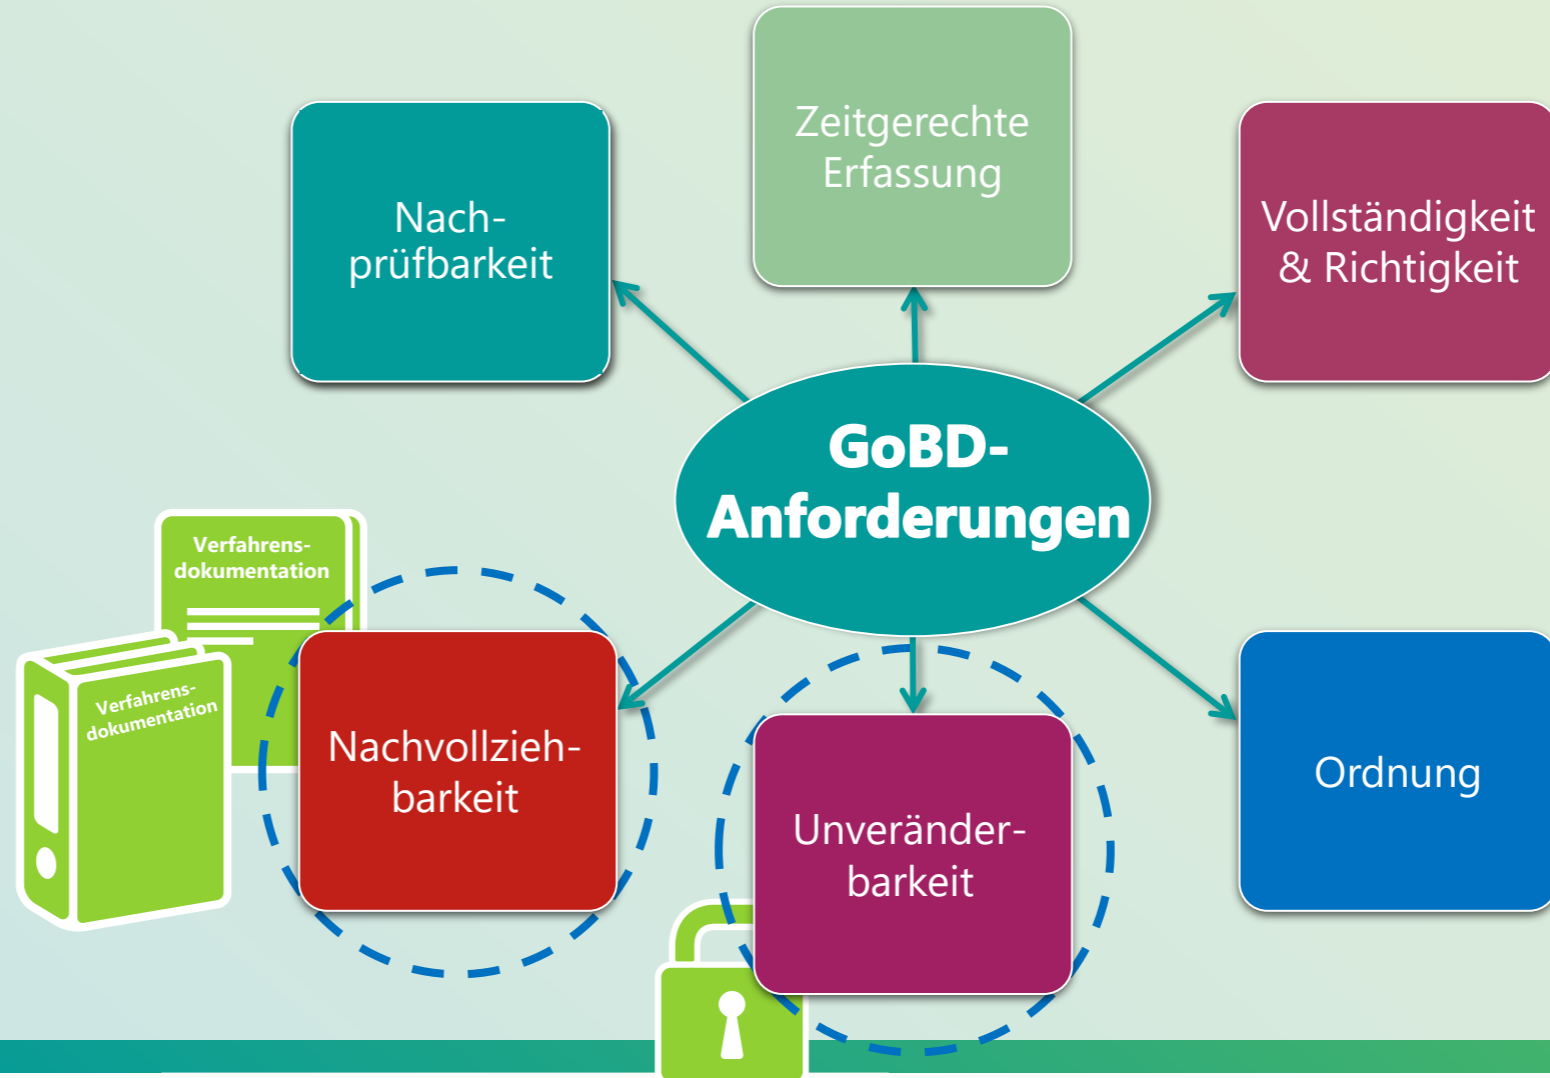 Zeitgerechte
Erfassung
Nach-
prüfbarkeit
Vollständigkeit
& Richtigkeit
GoBD-
Anforderungen
Verfahrens-
dokumentation
Verfahrens-
dokumentation
Nachvollzieh-
barkeit
Unveränder-
barkeit
Ordnung